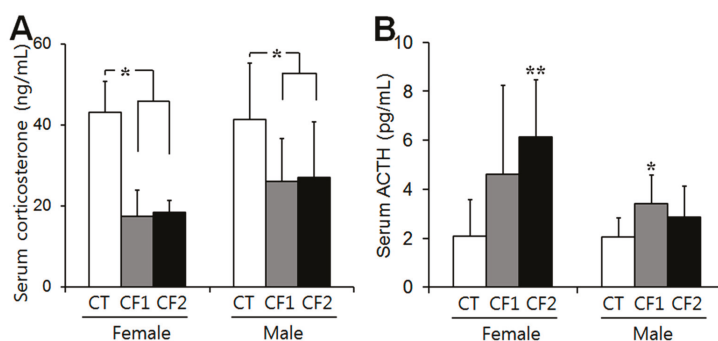 A
Serum corticosterone (ng/mL)
60
40
20
0
*
*
CT CF1 CF2 CT CF1 CF2
Female Male
B
Serum ACTH (pg/mL)
10
8
6
4
2
0
**
*
CT CF1 CF2 CT CF1 CF2
Female Male